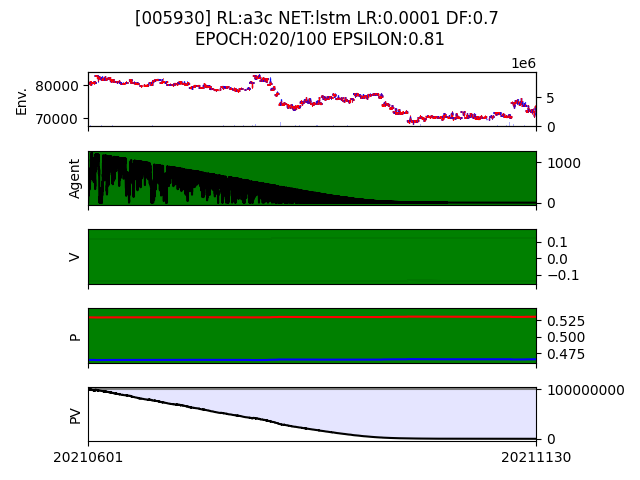 [005930] RL:a3c NET:lstm LR:0.0001 DF:0.7
EPOCH:020/100 EPSILON:0.81
1e6
Env.
80000
70000
5
0
Agent
1000
0
V
0.1
0.0
−0.1
P
0.525
0.500
0.475
PV
100000000
0
20210601
20211130